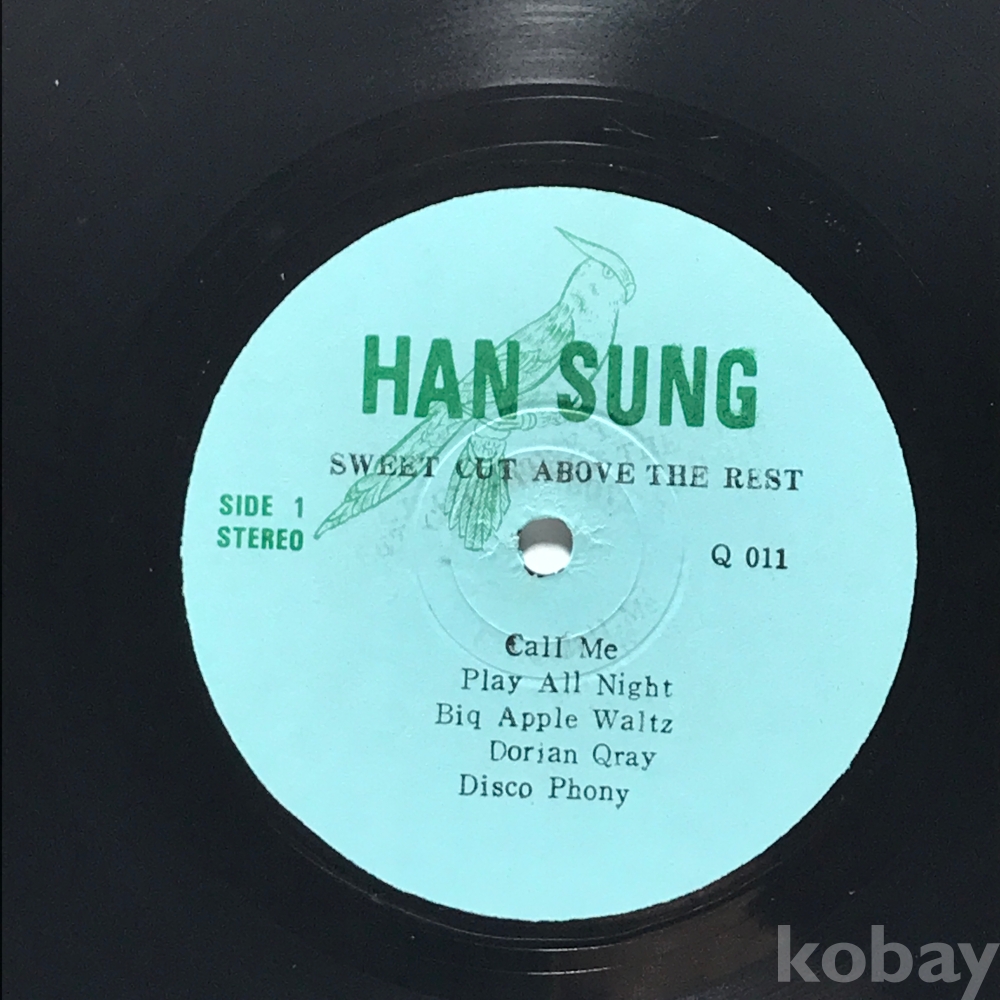 HAN SUNG
SWEET CUT ABOVE THE REST
SIDE 1
STEREO
Q 011
Call Me
Play All Night
Biq Apple Waltz
Dorian Qray
Disco Phony
kobay